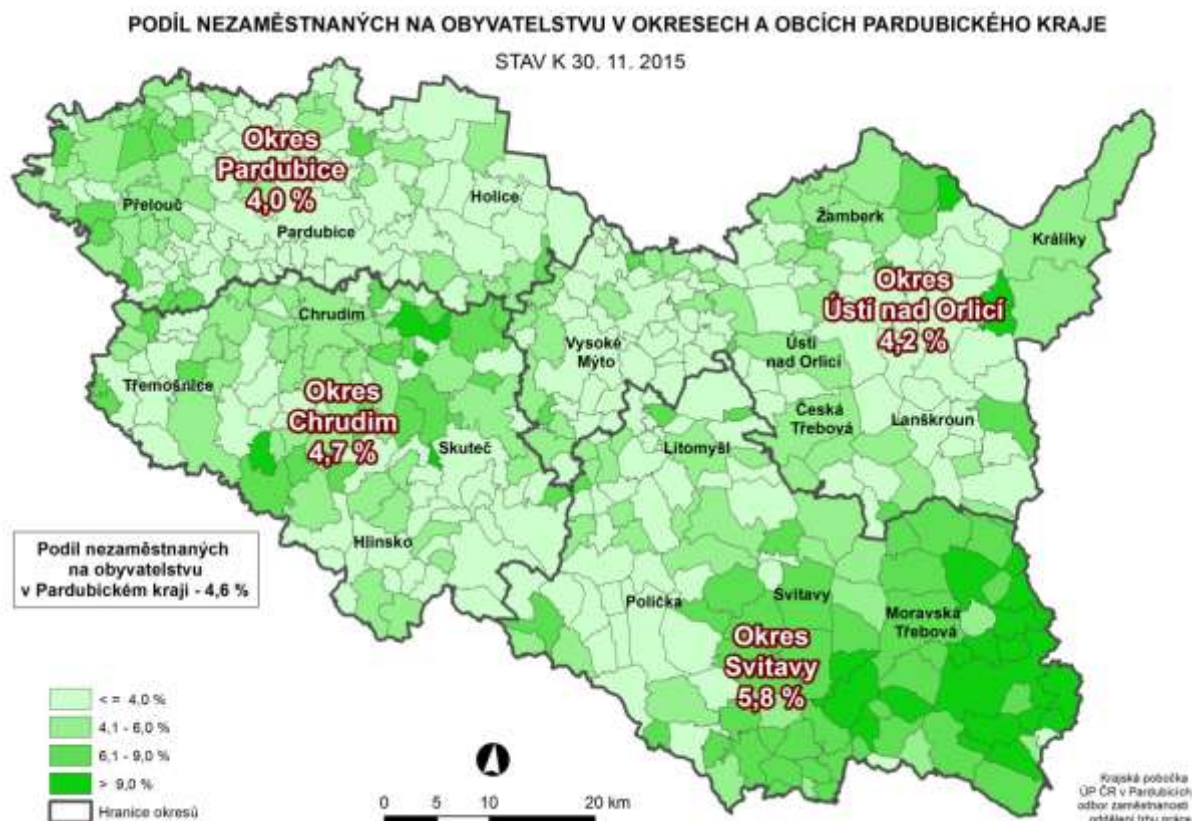 PODÍL NEZAMĚSTNANÝCH NA OBYVATELSTVU V OKRESECH A OBCÍCH PARDUBICKÉHO KRAJE
STAV K 30. 11. 2015
Okres
Pardubice
4,0 %
Přelouč
Holice
Pardubice
Žamberk
Králíky
Okres
Ústí nad Orlicí
4,2 %
Chrudim
Vysoké
Mýto
Ústí
nad Orlicí
Třemošnice
Okres
Chrudim
4,7 %
Česká
Třebová
Lanškroun
Skuteč
Litomyšl
Hlinsko
Podíl nezaměstnaných
na obyvatelstvu
v Pardubickém kraji - 4,6 %
Polička
Svitavy
Moravská
Třebová
Okres
Svitavy
5,8 %
< = 4,0 %
4,1 - 6,0 %
6,1 - 9,0 %
> 9,0 %
Hranice okresů
0 5 10 20 km
Krajská pobočka
ÚP ČR v Pardubicích
odbor zaměstnanosti
oddělení trhu práce